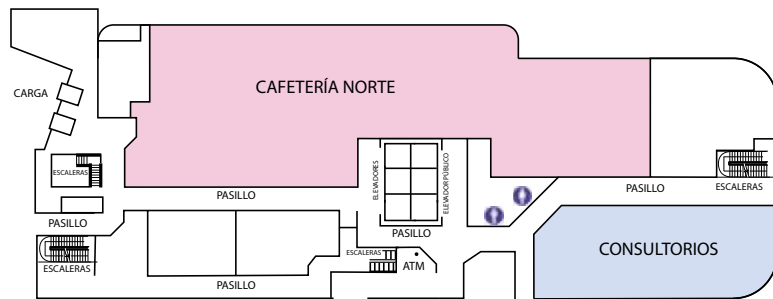 CAFETERÍA NORTE
CARGA
ESCALERAS
ELEVADORES
ELEVADOR PÚBLICO
PASILLO
PASILLO
ESCALERAS
PASILLO
PASILLO
ESCALERAS
CONSULTORIOS
ESCALERAS
ATM
PASILLO